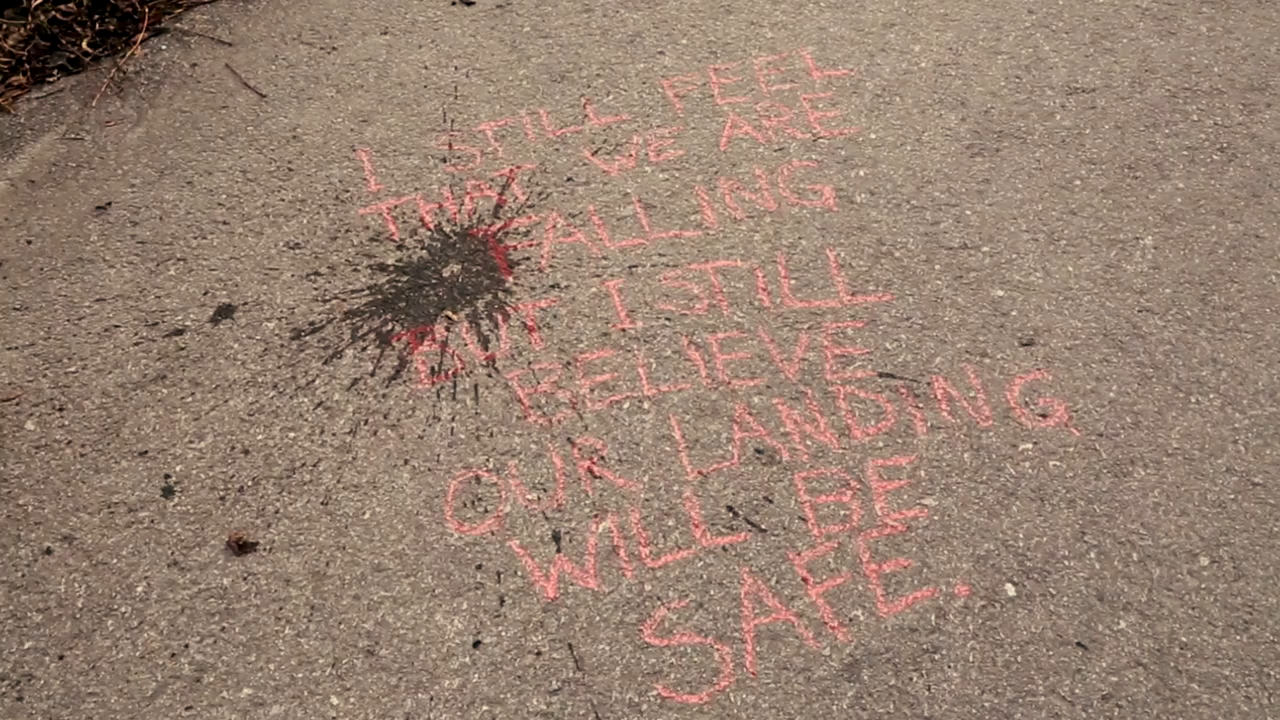 I STILL FEEL
THAT WE ARE
FALLING
BUT I STILL
BELIEVE
OUR LANDING
WILL BE
SAFE.